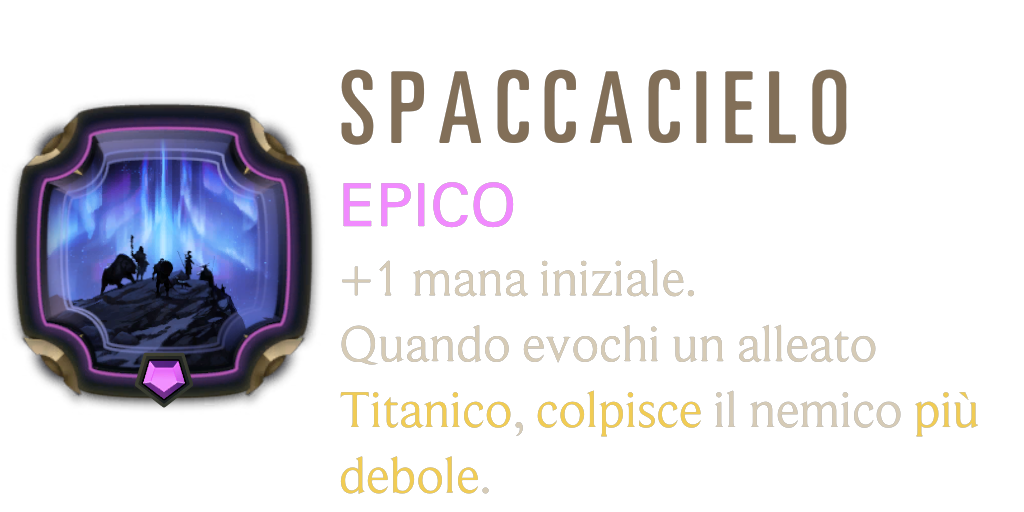 SPACCACIELO
EPICO
+1 mana iniziale.
Quando evochi un alleato
Titanico, colpisce il nemico più
debole.